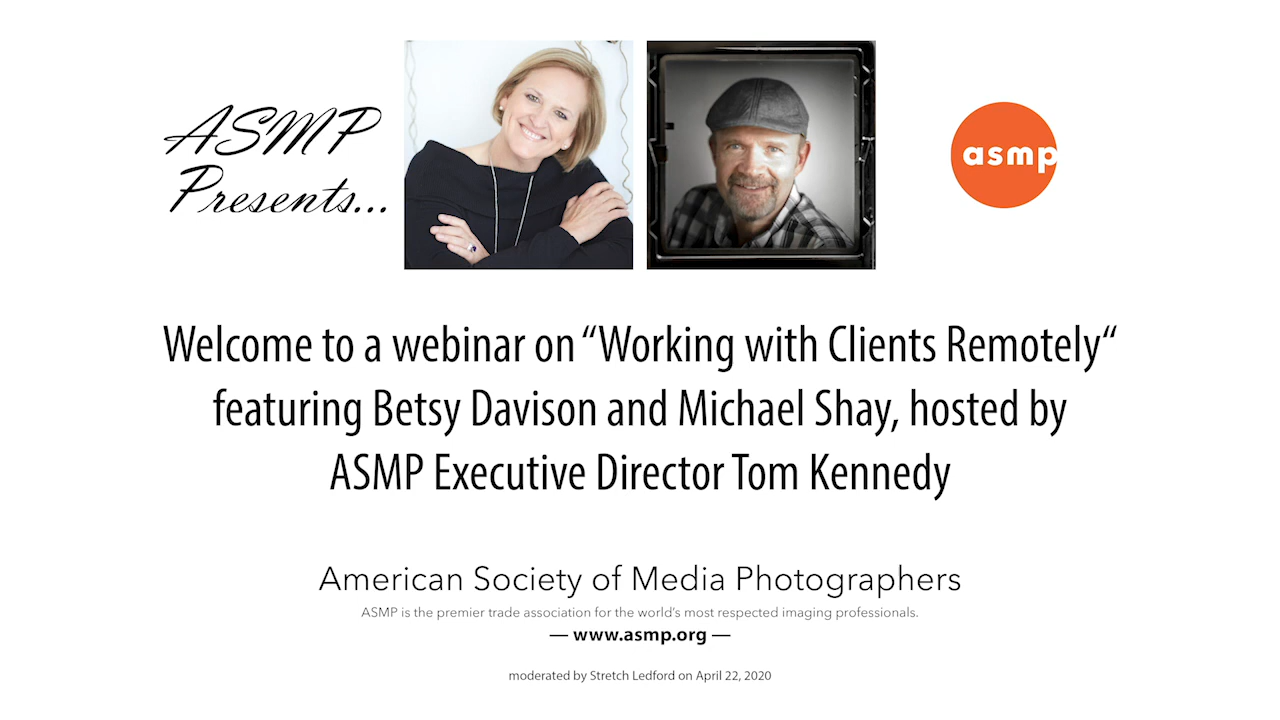 ASMP
Presents...
asmp
Welcome to a webinar on “Working with Clients Remotely“
featuring Betsy Davison and Michael Shay, hosted by
ASMP Executive Director Tom Kennedy
American Society of Media Photographers
ASMP is the premier trade association for the world’s most respected imaging professionals.
— www.asmp.org —
moderated by Stretch Ledford on April 22, 2020